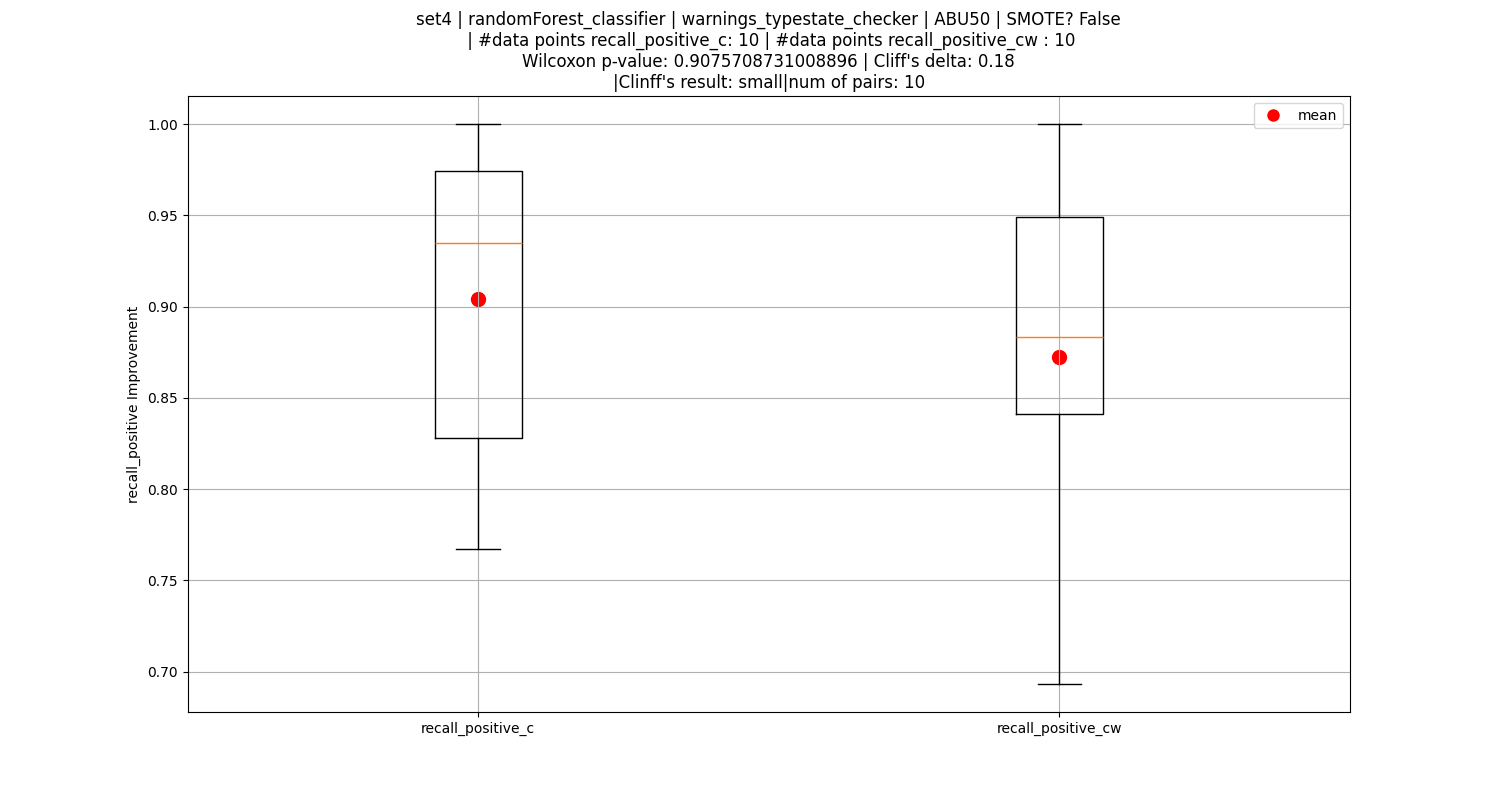 set4 | randomForest_classifier | warnings_typestate_checker | ABU50 | SMOTE? False
| #data points recall_positive_c: 10 | #data points recall_positive_cw : 10
Wilcoxon p-value: 0.9075708731008896 | Cliff's delta: 0.18
|Clinff's result: small|num of pairs: 10
mean
recall_positive Improvement
1.00
0.95
0.90
0.85
0.80
0.75
0.70
recall_positive_c
recall_positive_cw